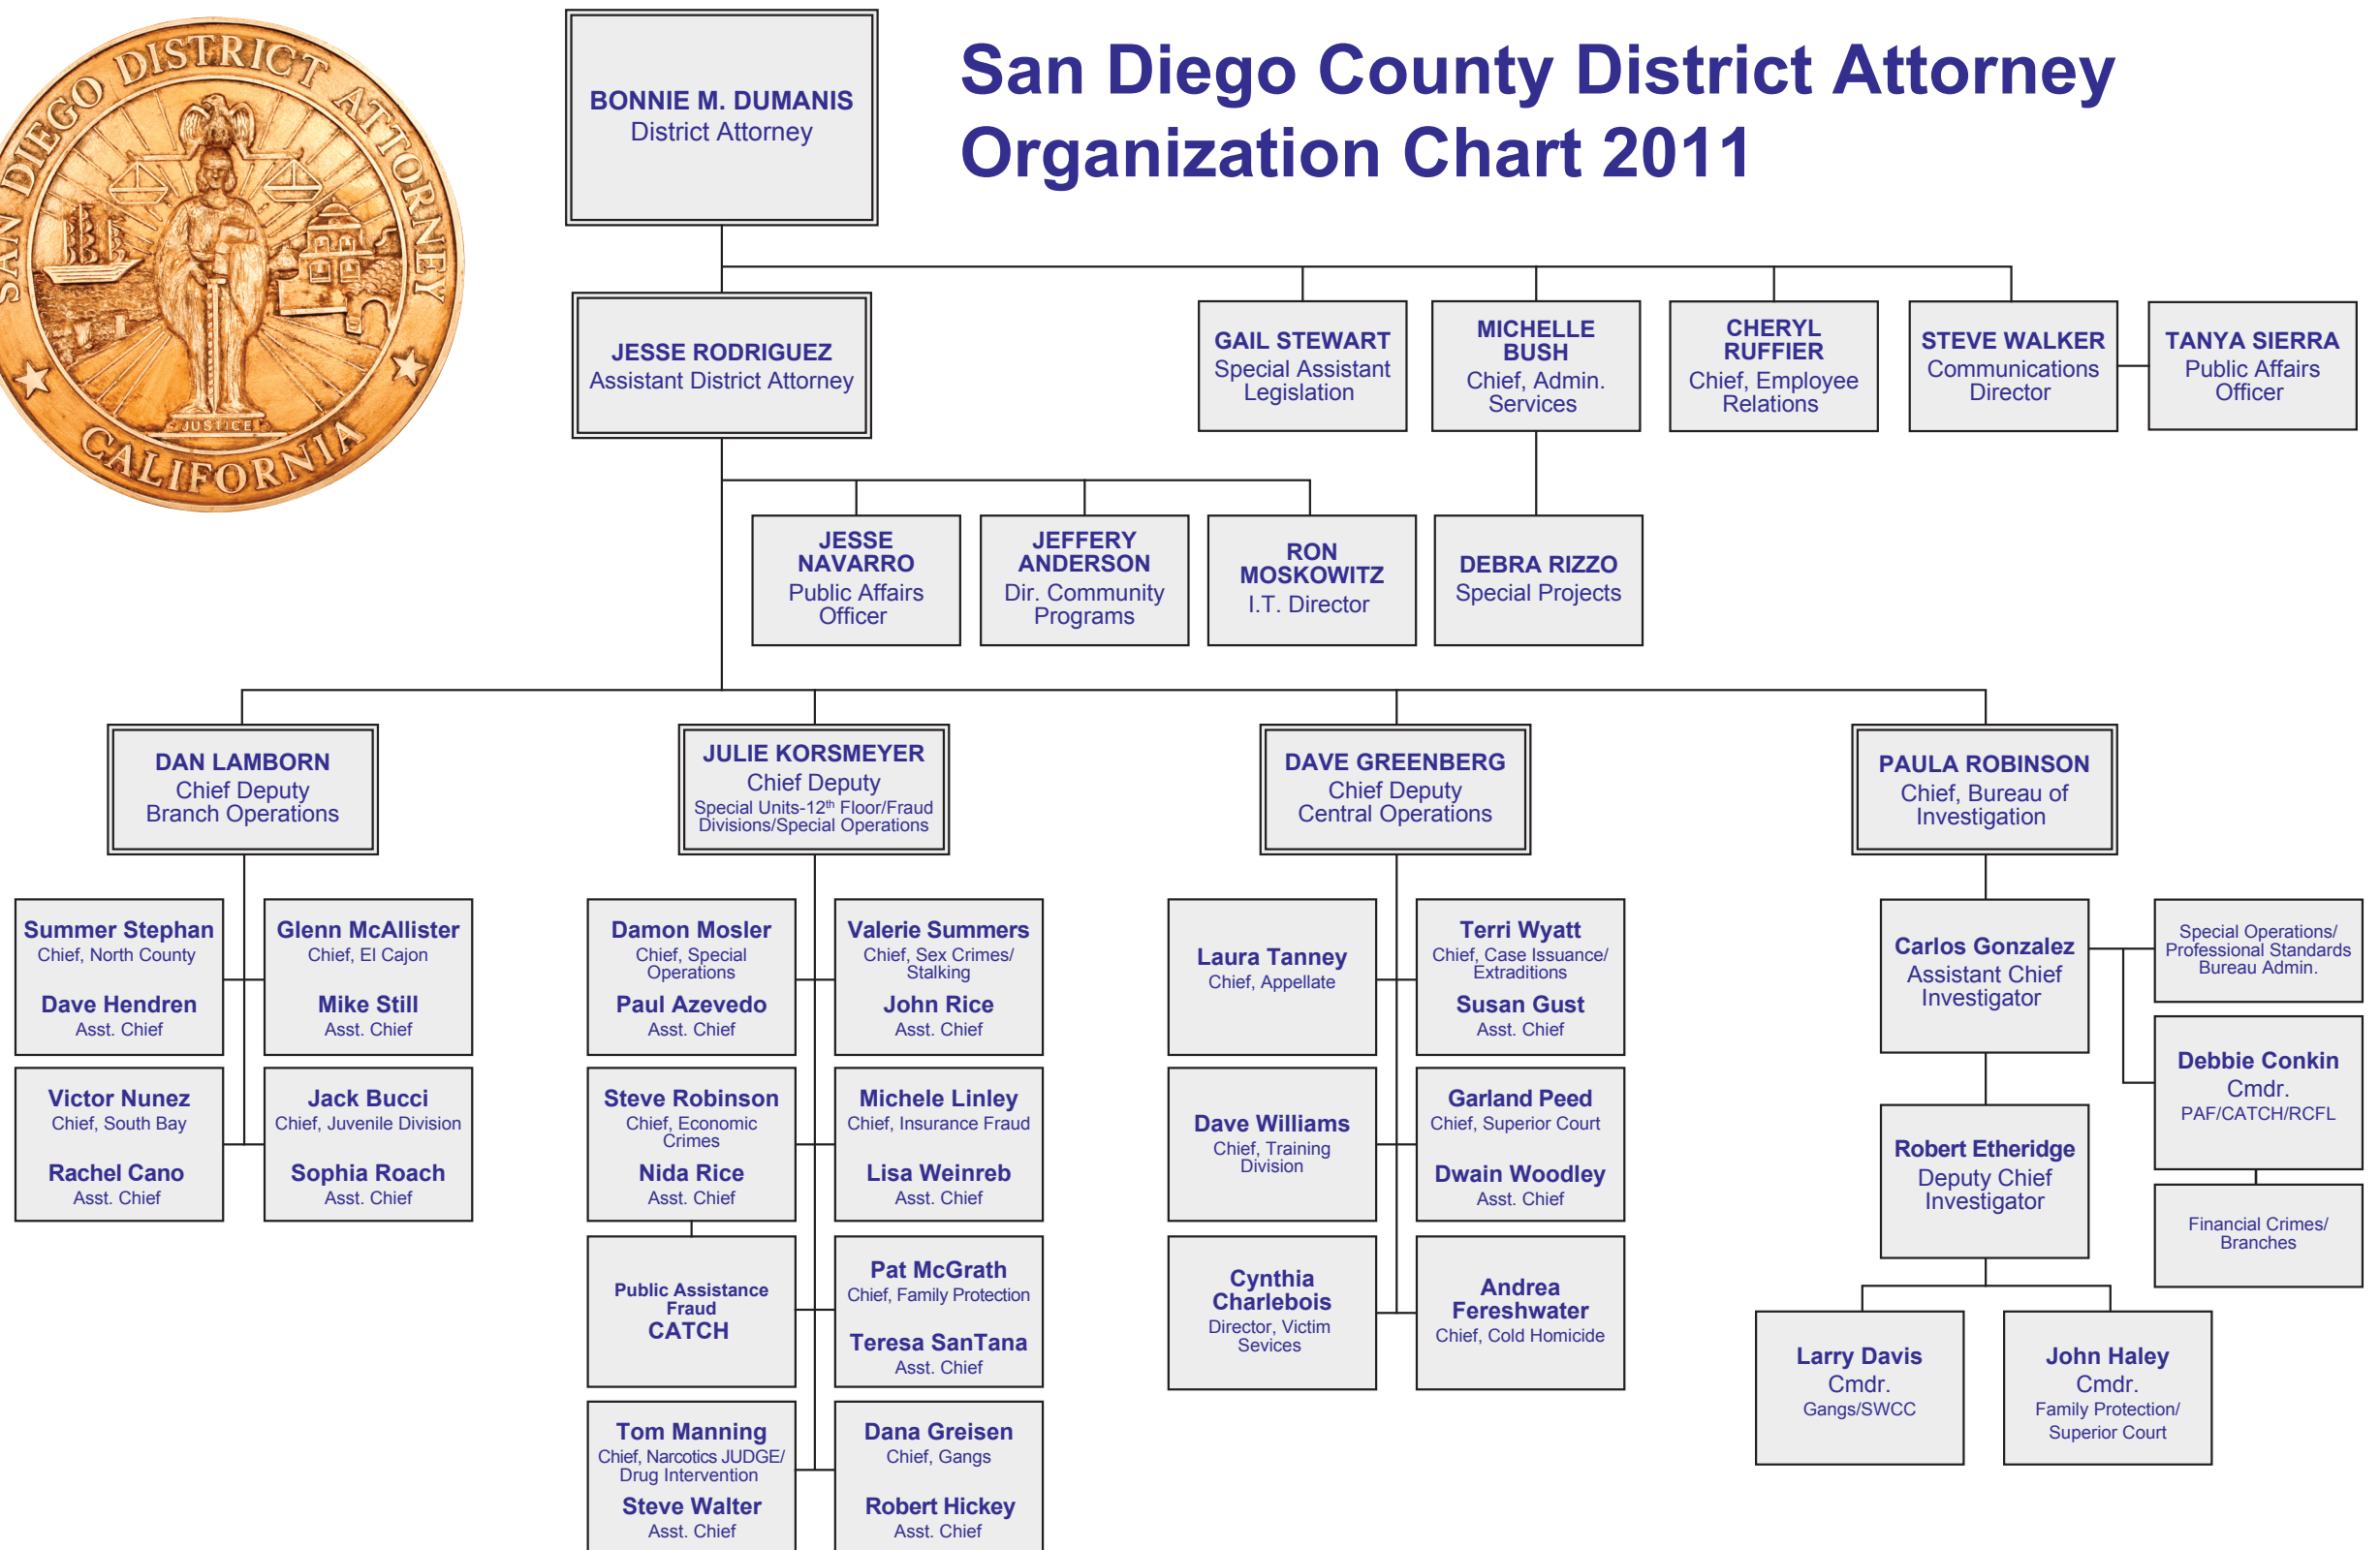 SAN DIEGO DISTRICT ATTORNEY
CALIFORNIA
JUSTICE
San Diego County District Attorney
Organization Chart 2011
BONNIE M. DUMANIS
District Attorney
JESSE RODRIGUEZ
Assistant District Attorney
GAIL STEWART
Special Assistant
Legislation
MICHELLE
BUSH
Chief, Admin.
Services
CHERYL
RUFFIER
Chief, Employee
Relations
STEVE WALKER
Communications
Director
TANYA SIERRA
Public Affairs
Officer
JESSE
NAVARRO
Public Affairs
Officer
JEFFERY
ANDERSON
Dir. Community
Programs
RON
MOSKOWITZ
I.T. Director
DEBRA RIZZO
Special Projects
DAN LAMBORN
Chief Deputy
Branch Operations
JULIE KORSMEYER
Chief Deputy
Special Units-12th Floor/Fraud
Divisions/Special Operations
DAVE GREENBERG
Chief Deputy
Central Operations
PAULA ROBINSON
Chief, Bureau of
Investigation
Summer Stephan
Chief, North County
Dave Hendren
Asst. Chief
Glenn McAllister
Chief, El Cajon
Mike Still
Asst. Chief
Victor Nunez
Chief, South Bay
Rachel Cano
Asst. Chief
Jack Bucci
Chief, Juvenile Division
Sophia Roach
Asst. Chief
Damon Mosler
Chief, Special
Operations
Paul Azevedo
Asst. Chief
Valerie Summers
Chief, Sex Crimes/
Stalking
John Rice
Asst. Chief
Steve Robinson
Chief, Economic
Crimes
Nida Rice
Asst. Chief
Michele Linley
Chief, Insurance Fraud
Lisa Weinreb
Asst. Chief
Public Assistance
Fraud
CATCH
Pat McGrath
Chief, Family Protection
Teresa SanTana
Asst. Chief
Tom Manning
Chief, Narcotics JUDGE/
Drug Intervention
Steve Walter
Asst. Chief
Dana Greisen
Chief, Gangs
Robert Hickey
Asst. Chief
Laura Tanney
Chief, Appellate
Terri Wyatt
Chief, Case Issuance/
Extraditions
Susan Gust
Asst. Chief
Dave Williams
Chief, Training
Division
Garland Peed
Chief, Superior Court
Dwain Woodley
Asst. Chief
Cynthia
Charlebois
Director, Victim
Sevices
Andrea
Fereshwater
Chief, Cold Homicide
Carlos Gonzalez
Assistant Chief
Investigator
Special Operations/
Professional Standards
Bureau Admin.
Debbie Conkin
Cmdr.
PAF/CATCH/RCFL
Robert Etheridge
Deputy Chief
Investigator
Financial Crimes/
Branches
Larry Davis
Cmdr.
Gangs/SWCC
John Haley
Cmdr.
Family Protection/
Superior Court